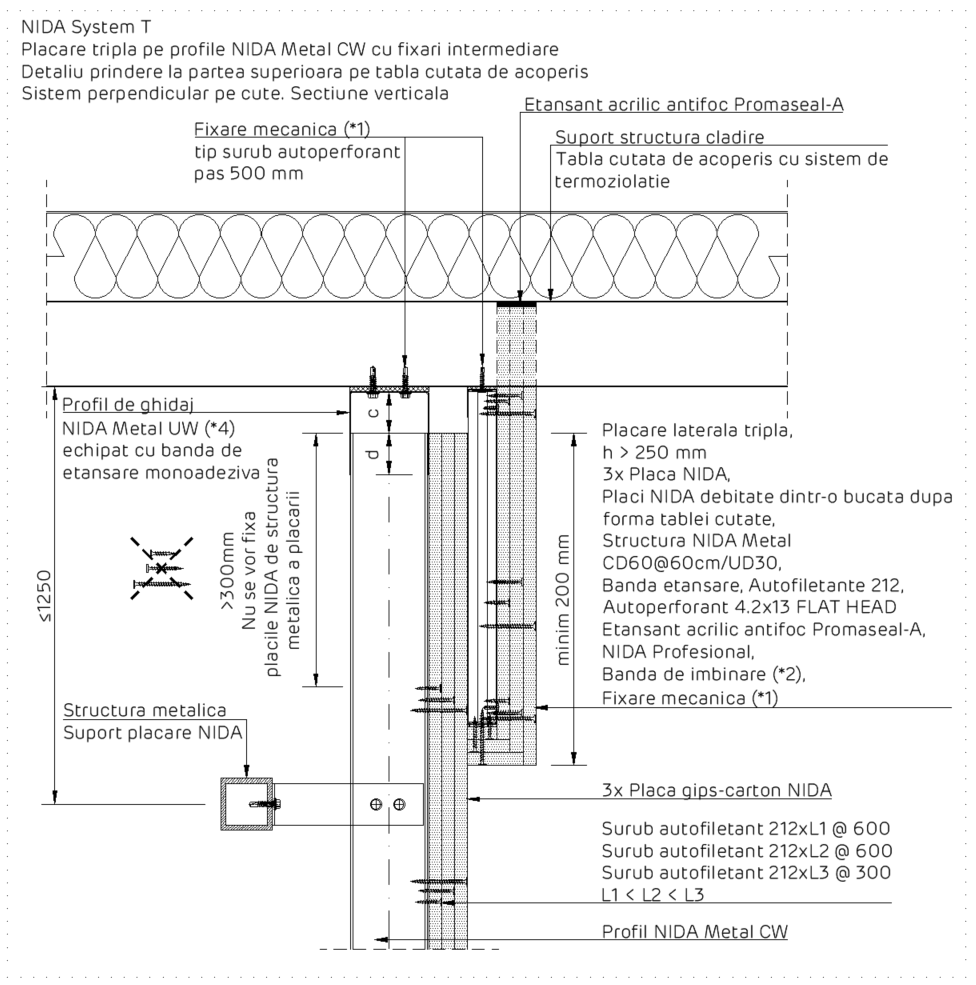 NIDA System T
Placare tripla pe profile NIDA Metal CW cu fixari intermediare
Detaliu prindere la partea superioara pe tabla cutata de acoperis
Sistem perpendicular pe cute. Sectiune verticala
Etansant acrilic antifoc Promaseal-A
Fixare mecanica (*1)
tip surub autoperforant
pas 500 mm
Suport structura cladire
Tabla cutata de acoperis cu sistem de
termoziolatie
Profil de ghidaj
NIDA Metal UW (*4)
echipat cu banda de
etansare monoadeziva
c
d
>300mm
Nu se vor fixa
placile NIDA de structura
metalica a placarii
≤1250
minim 200 mm
Placare laterala tripla,
h > 250 mm
3x Placa NIDA,
Placi NIDA debitate dintr-o bucata dupa
forma tablei cutate,
Structura NIDA Metal
CD60@60cm/UD30,
Banda etansare, Autofiletante 212,
Autoperforant 4.2x13 FLAT HEAD
Etansant acrilic antifoc Promaseal-A,
NIDA Profesional,
Banda de imbinare (*2),
Fixare mecanica (*1)
Structura metalica
Suport placare NIDA
3x Placa gips-carton NIDA
Surub autofiletant 212xL1 @ 600
Surub autofiletant 212xL2 @ 600
Surub autofiletant 212xL3 @ 300
L1 < L2 < L3
Profil NIDA Metal CW